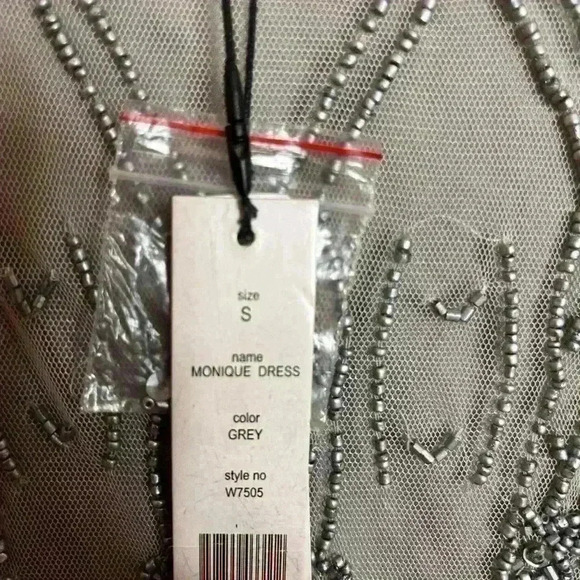 size
S
name
MONIQUE DRESS
color
GREY
style no
W7505